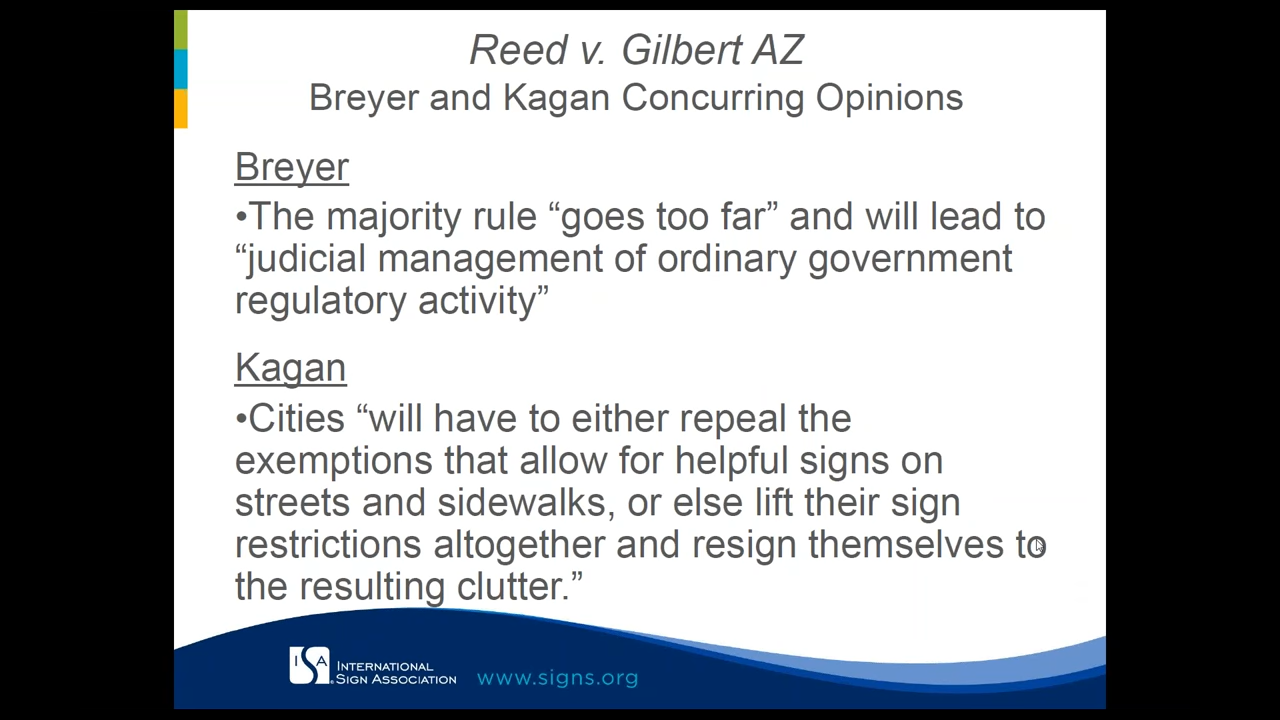 Reed v. Gilbert AZ
Breyer and Kagan Concurring Opinions
Breyer
•The majority rule “goes too far” and will lead to
“judicial management of ordinary government
regulatory activity”
Kagan
•Cities “will have to either repeal the
exemptions that allow for helpful signs on
streets and sidewalks, or else lift their sign
restrictions altogether and resign themselves to
the resulting clutter.”
ISA
INTERNATIONAL
SIGN ASSOCIATION
www.signs.org